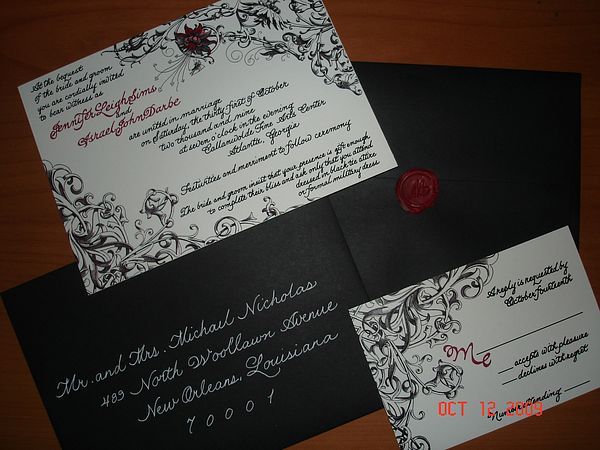 At the bequest
of the bride and groom
you are cordially invited
to bear witness as
Jennifer Leigh Sims
and
Israel John Darbe
are united in marriage
on Saturday, the thirty first of October
two thousand and nine
at seven o'clock in the evening
Callanwolde Fine Arts Center
Atlanta, Georgia
Festivities and merriment to follow ceremony
The bride and groom insist that your presence is gift enough
to complete their bliss and ask only that you attend
dressed in black tie attire
or formal military dress
Mr. and Mrs. Michael Nicholas
489 North Woollawn Avenue
New Orleans, Louisiana
70001
A reply is requested by
October fourteenth
M
accepts with pleasure
declines with regret
Number
OCT 12 2009